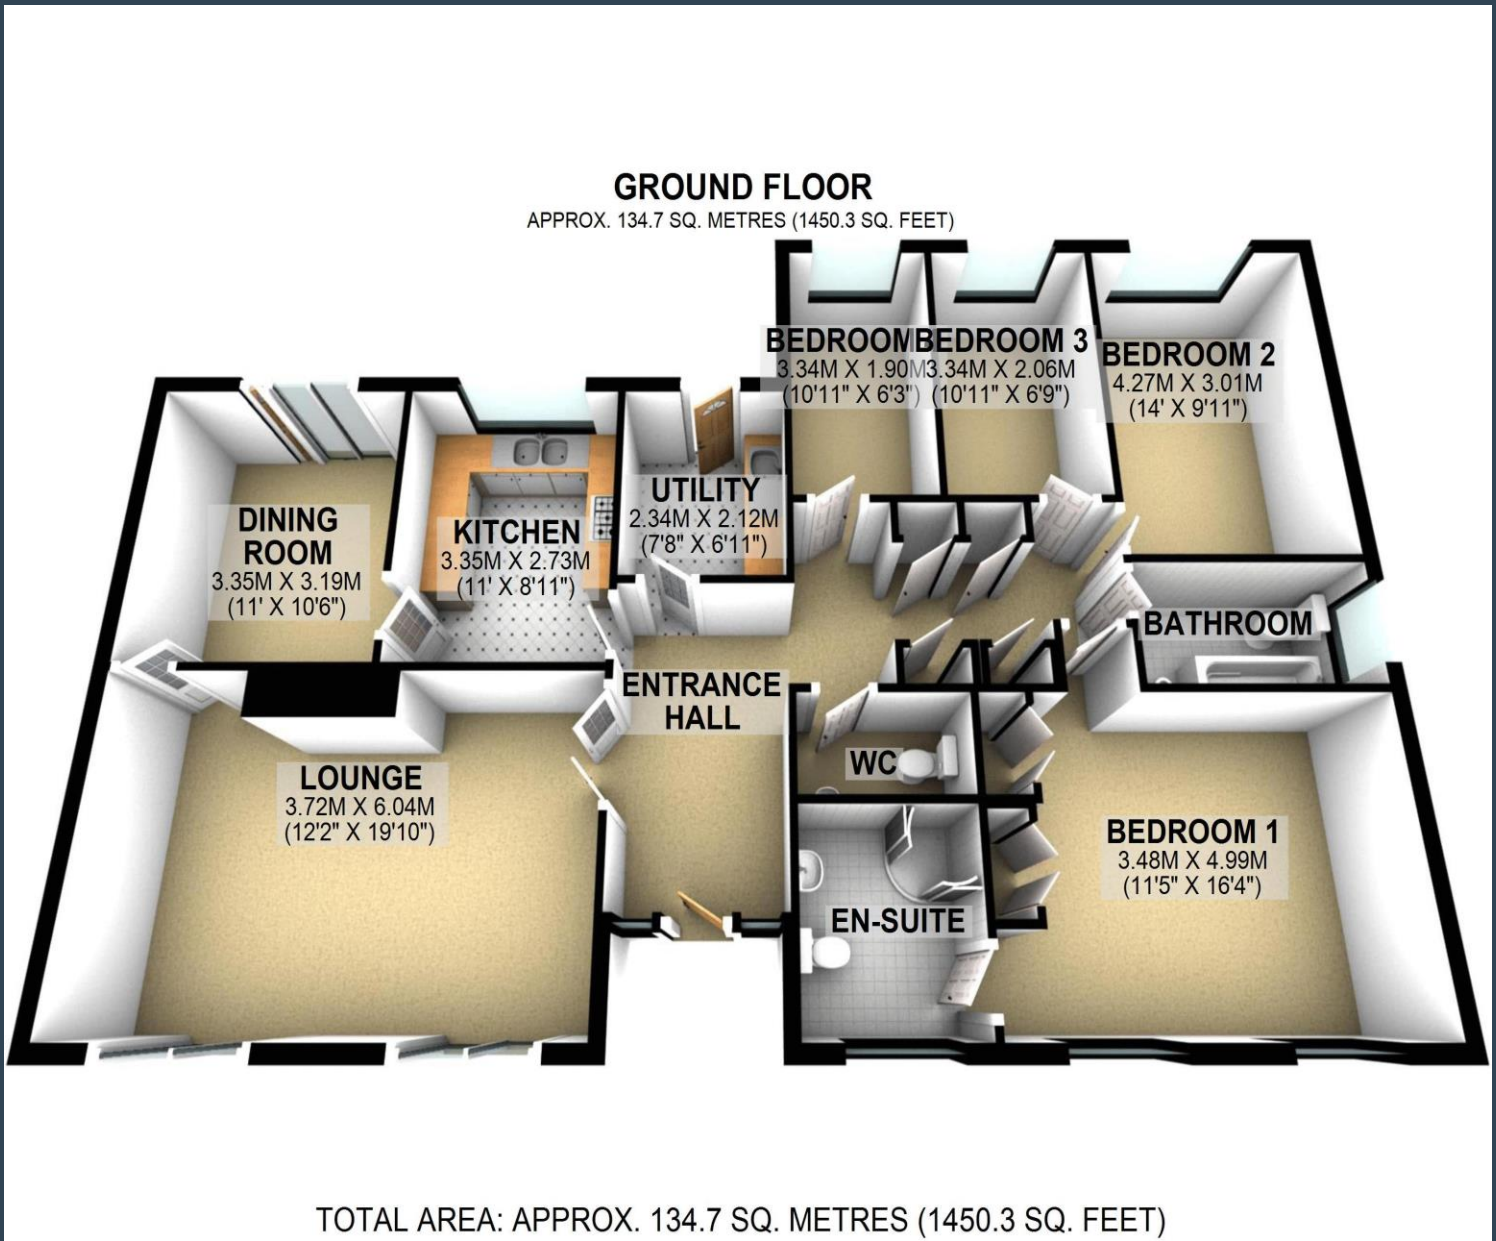 GROUND FLOOR
APPROX. 134.7 SQ. METRES (1450.3 SQ. FEET)
BEDROOM
3.34M X 1.90M
(10'11" X 6'3")
BEDROOM 3
3.34M X 2.06M
(10'11" X 6'9")
BEDROOM 2
4.27M X 3.01M
(14' X 9'11")
DINING
ROOM
3.35M X 3.19M
(11' X 10'6")
KITCHEN
3.35M X 2.73M
(11' X 8'11")
UTILITY
2.34M X 2.12M
(7'8" X 6'11")
BATHROOM
ENTRANCE
HALL
LOUNGE
3.72M X 6.04M
(12'2" X 19'10")
WC
BEDROOM 1
3.48M X 4.99M
(11'5" X 16'4")
EN-SUITE
TOTAL AREA: APPROX. 134.7 SQ. METRES (1450.3 SQ. FEET)